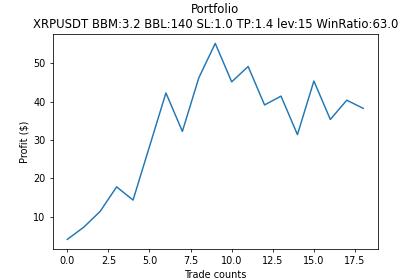 Portfolio
XRPUSDT BBM:3.2 BBL:140 SL:1.0 TP:1.4 lev:15 WinRatio:63.0
50
40
30
20
10
Profit ($)
0.0 2.5 5.0 7.5 10.0 12.5 15.0 17.5
Trade counts